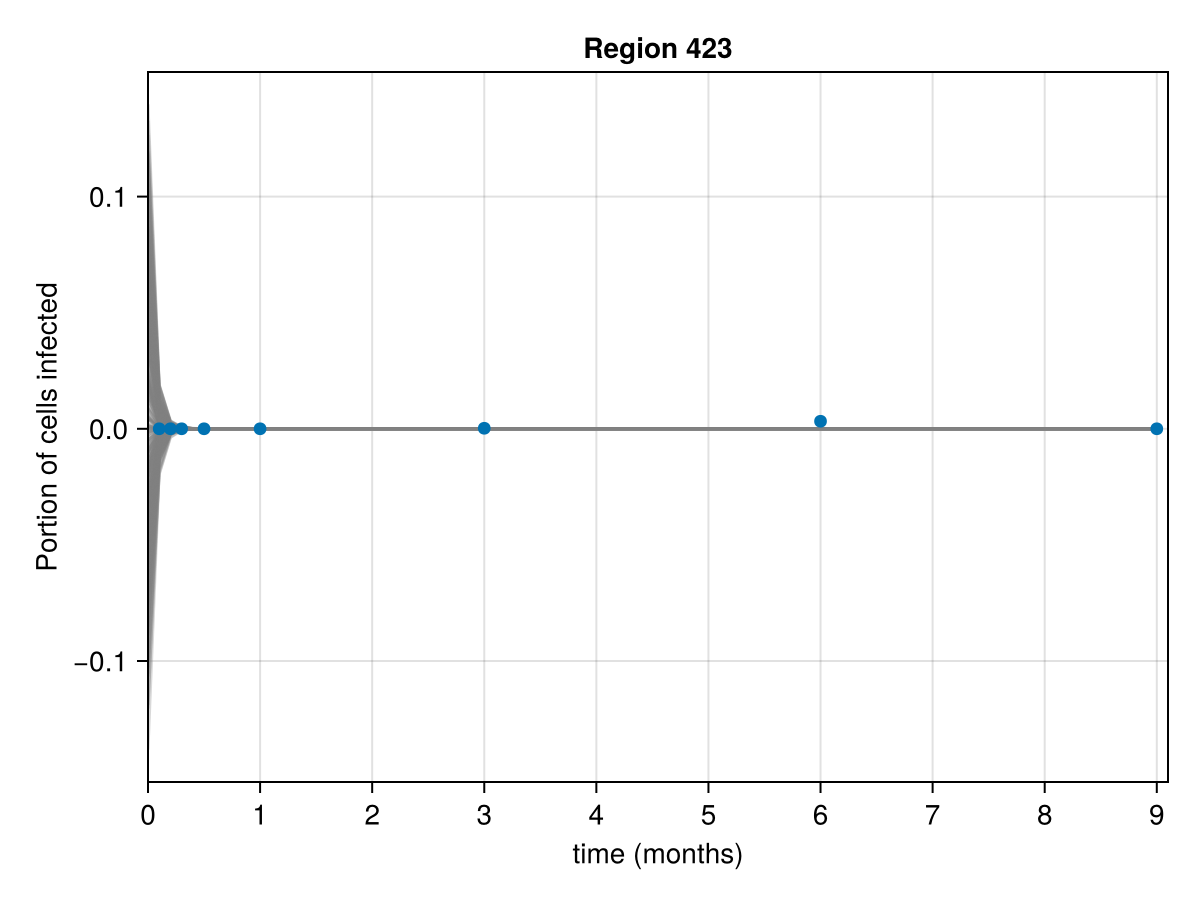 Region 423
Portion of cells infected
0.1
0.0
−0.1
0 1 2 3 4 5 6 7 8 9
time (months)